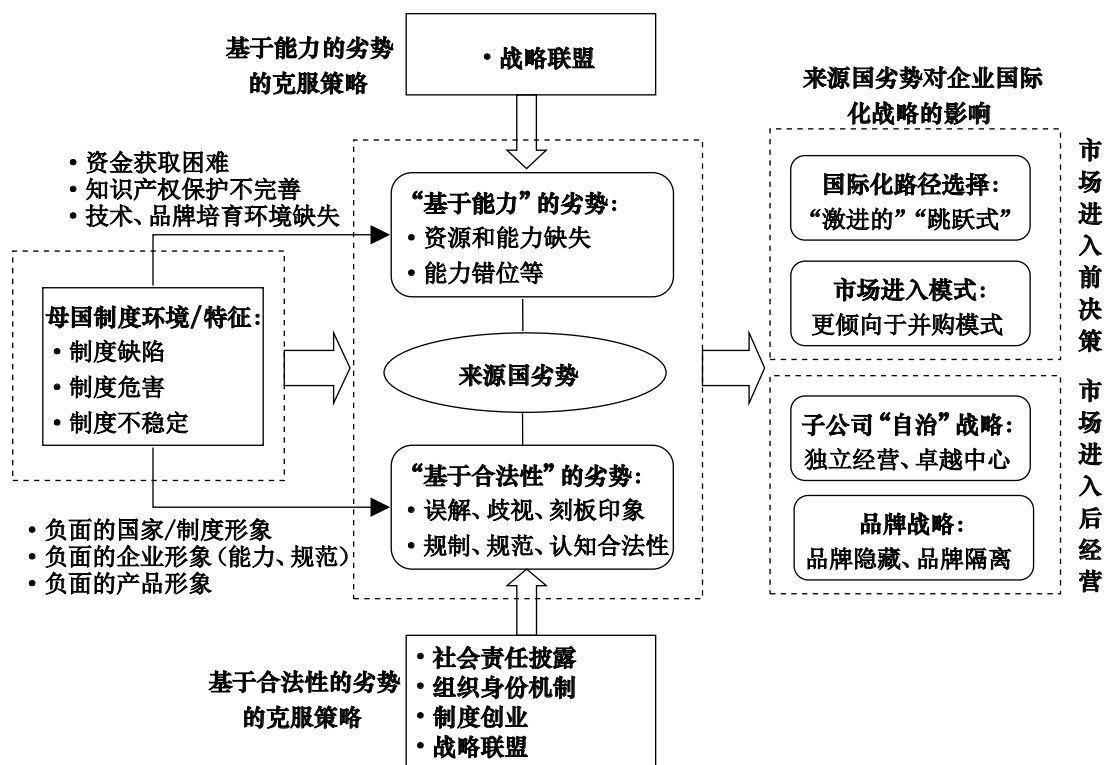 基于能力的劣势
的克服策略
·战略联盟
来源国劣势对企业国际
化战略的影响
·资金获取困难
·知识产权保护不完善
·技术、品牌培育环境缺失
母国制度环境/特征：
·制度缺陷
·制度危害
·制度不稳定
·负面的国家/制度形象
·负面的企业形象（能力、规范）
·负面的产品形象
“基于能力”的劣势：
·资源和能力缺失
·能力错位等
来源国劣势
“基于合法性”的劣势：
·误解、歧视、刻板印象
·规制、规范、认知合法性
国际化路径选择：
“激进的”“跳跃式”
市场进入模式：
更倾向于并购模式
市场进入前决策
子公司“自治”战略：
独立经营、卓越中心
品牌战略：
品牌隐藏、品牌隔离
市场进入后经营
基于合法性的劣势
的克服策略
·社会责任披露
·组织身份机制
·制度创业
·战略联盟